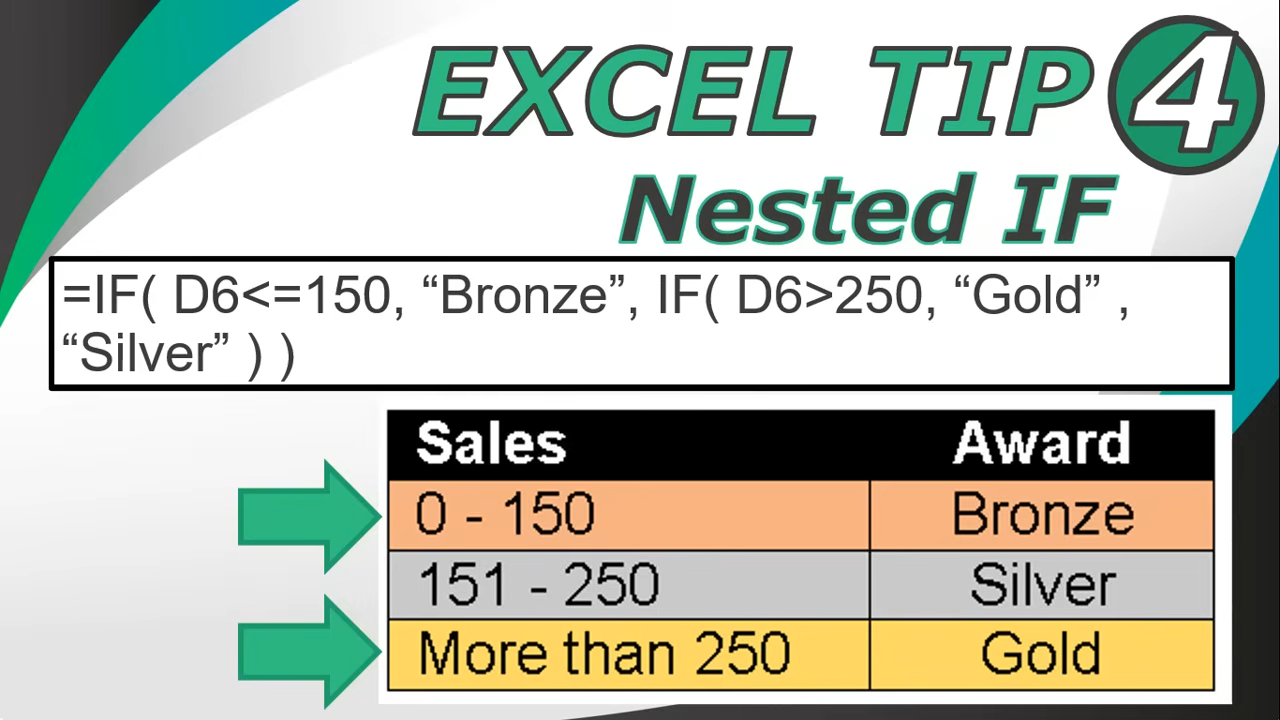 EXCEL TIP 4
Nested IF
=IF( D6<=150, “Bronze”, IF( D6>250, “Gold” ,
“Silver” ) )
Sales Award
0 - 150 Bronze
151 - 250 Silver
More than 250 Gold